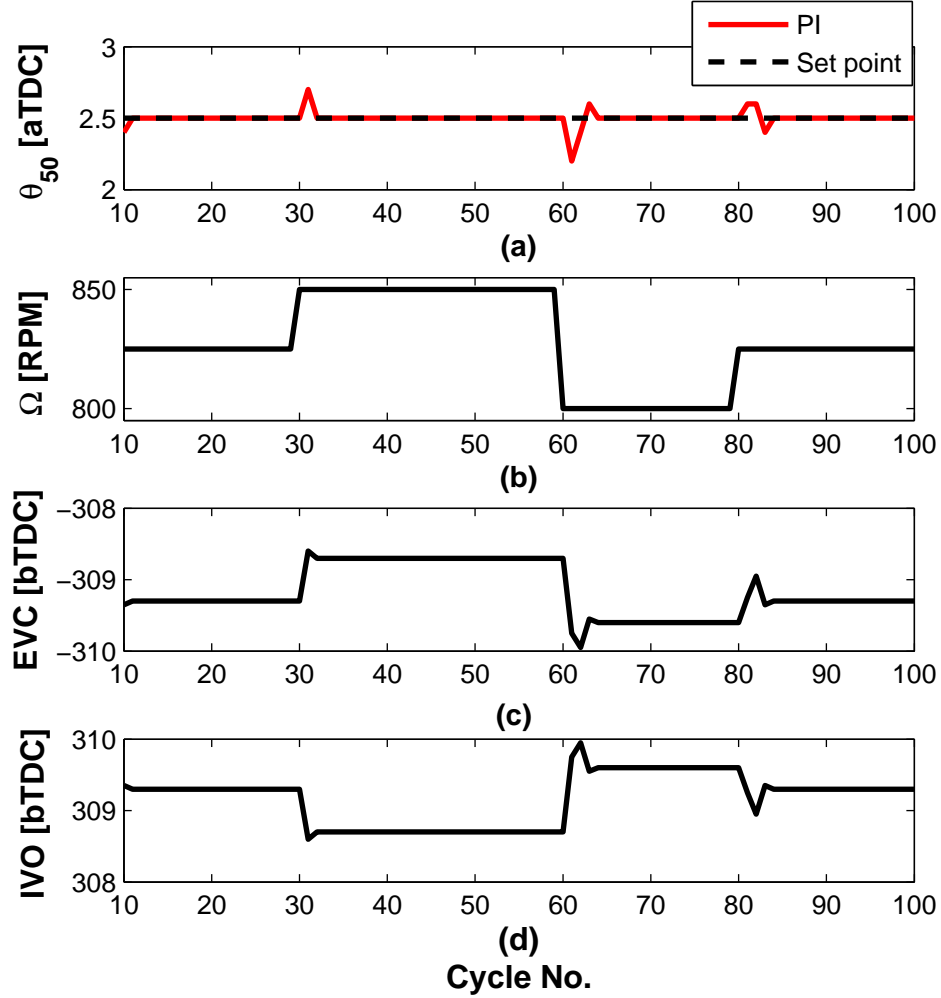 PI
Set point
θ50 [aTDC]
3
2.5
2
10 20 30 40 50 60 70 80 90 100
(a)
Ω [RPM]
850
800
10 20 30 40 50 60 70 80 90 100
(b)
EVC [bTDC]
−308
−309
−310
10 20 30 40 50 60 70 80 90 100
(c)
IVO [bTDC]
310
309
308
10 20 30 40 50 60 70 80 90 100
(d)
Cycle No.